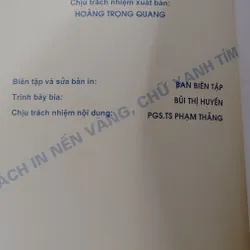 Chịu trách nhiệm xuất bản:
HOÀNG TRỌNG QUANG
Biên tập và sửa bản in: BAN BIÊN TẬP
Trình bày bìa: BÙI THỊ HUYỀN
Chịu trách nhiệm nội dung: PGS.TS PHẠM THẮNG
SÁCH IN NỀN VÀNG, CHỮ XANH TÍM